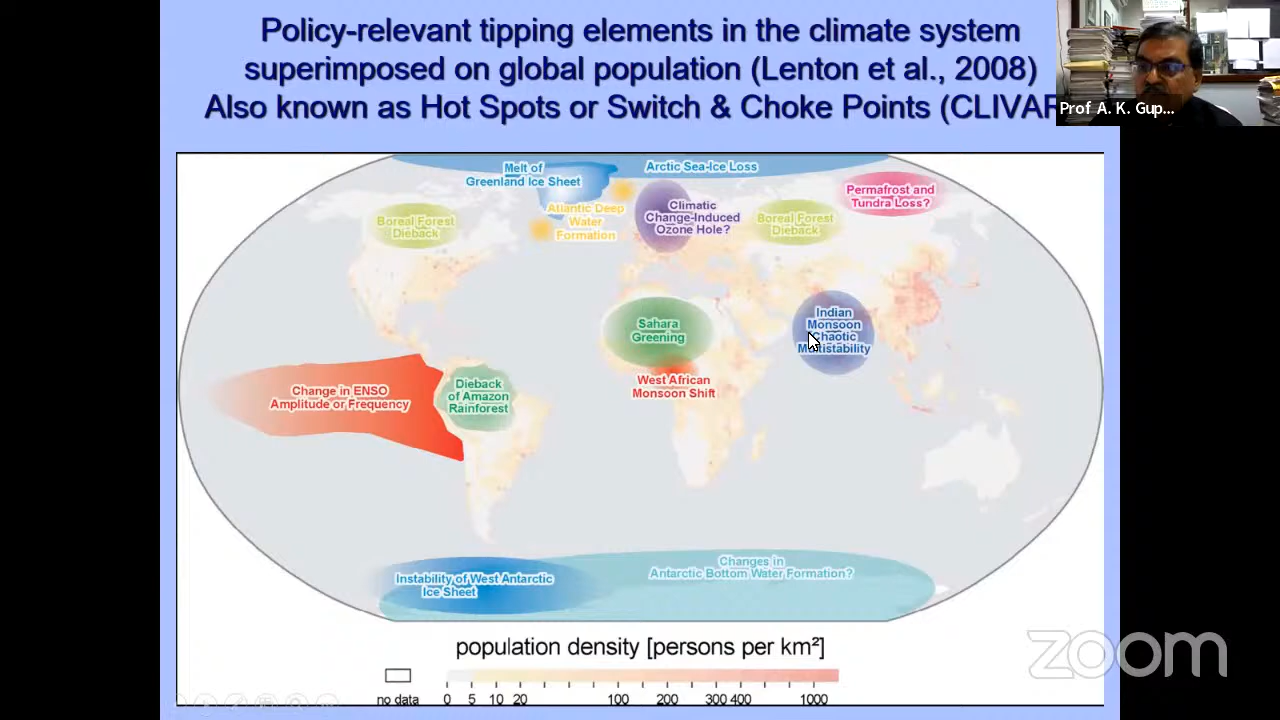 Policy-relevant tipping elements in the climate system
superimposed on global population (Lenton et al., 2008)
Also known as Hot Spots or Switch & Choke Points (CLIVAR
Prof A. K. Gup...
Melt of
Greenland Ice Sheet
Arctic Sea-Ice Loss
Permafrost and
Tundra Loss?
Boreal Forest
Dieback
Atlantic Deep
Water
Formation
Climatic
Change-Induced
Ozone Hole?
Boreal Forest
Dieback
Sahara
Greening
Indian
Monsoon
Chaotic
Multistability
Change in ENSO
Amplitude or Frequency
Dieback
of Amazon
Rainforest
West African
Monsoon Shift
Instability of West Antarctic
Ice Sheet
Changes in
Antarctic Bottom Water Formation?
population density [persons per km²]
no data 0 5 10 20 100 200 300 400 1000
zoom